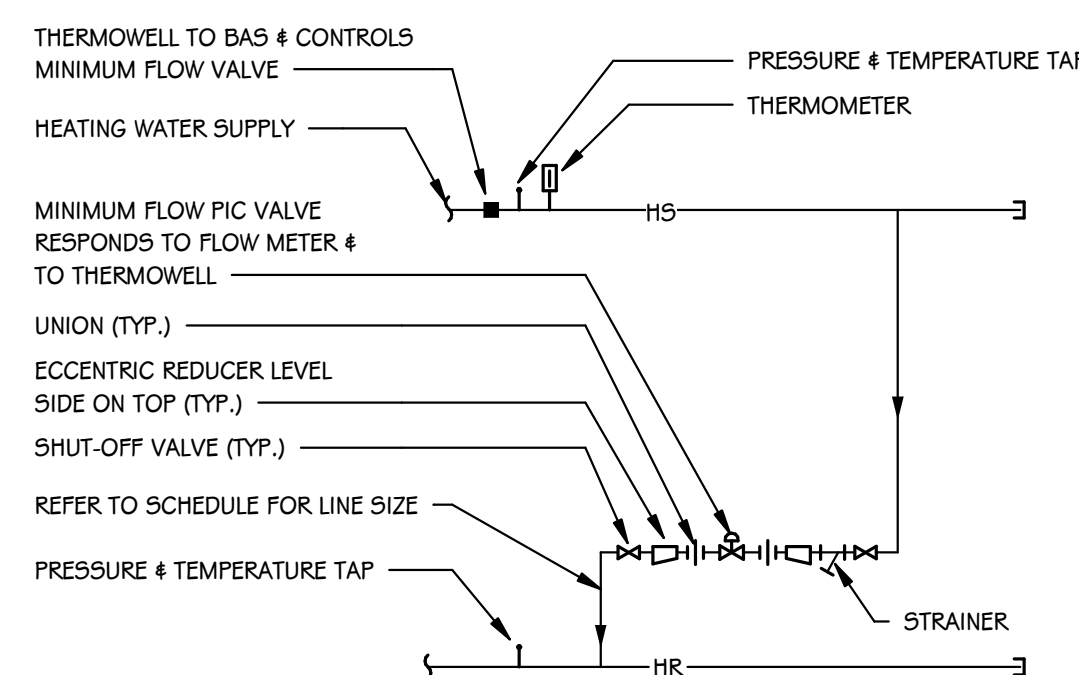 THERMOWELL TO BAS & CONTROLS
MINIMUM FLOW VALVE
PRESSURE & TEMPERATURE TAP
THERMOMETER
HEATING WATER SUPPLY
HS
MINIMUM FLOW PIC VALVE
RESPONDS TO FLOW METER &
TO THERMOWELL
UNION (TYP.)
ECCENTRIC REDUCER LEVEL
SIDE ON TOP (TYP.)
SHUT-OFF VALVE (TYP.)
REFER TO SCHEDULE FOR LINE SIZE
PRESSURE & TEMPERATURE TAP
STRAINER
HR